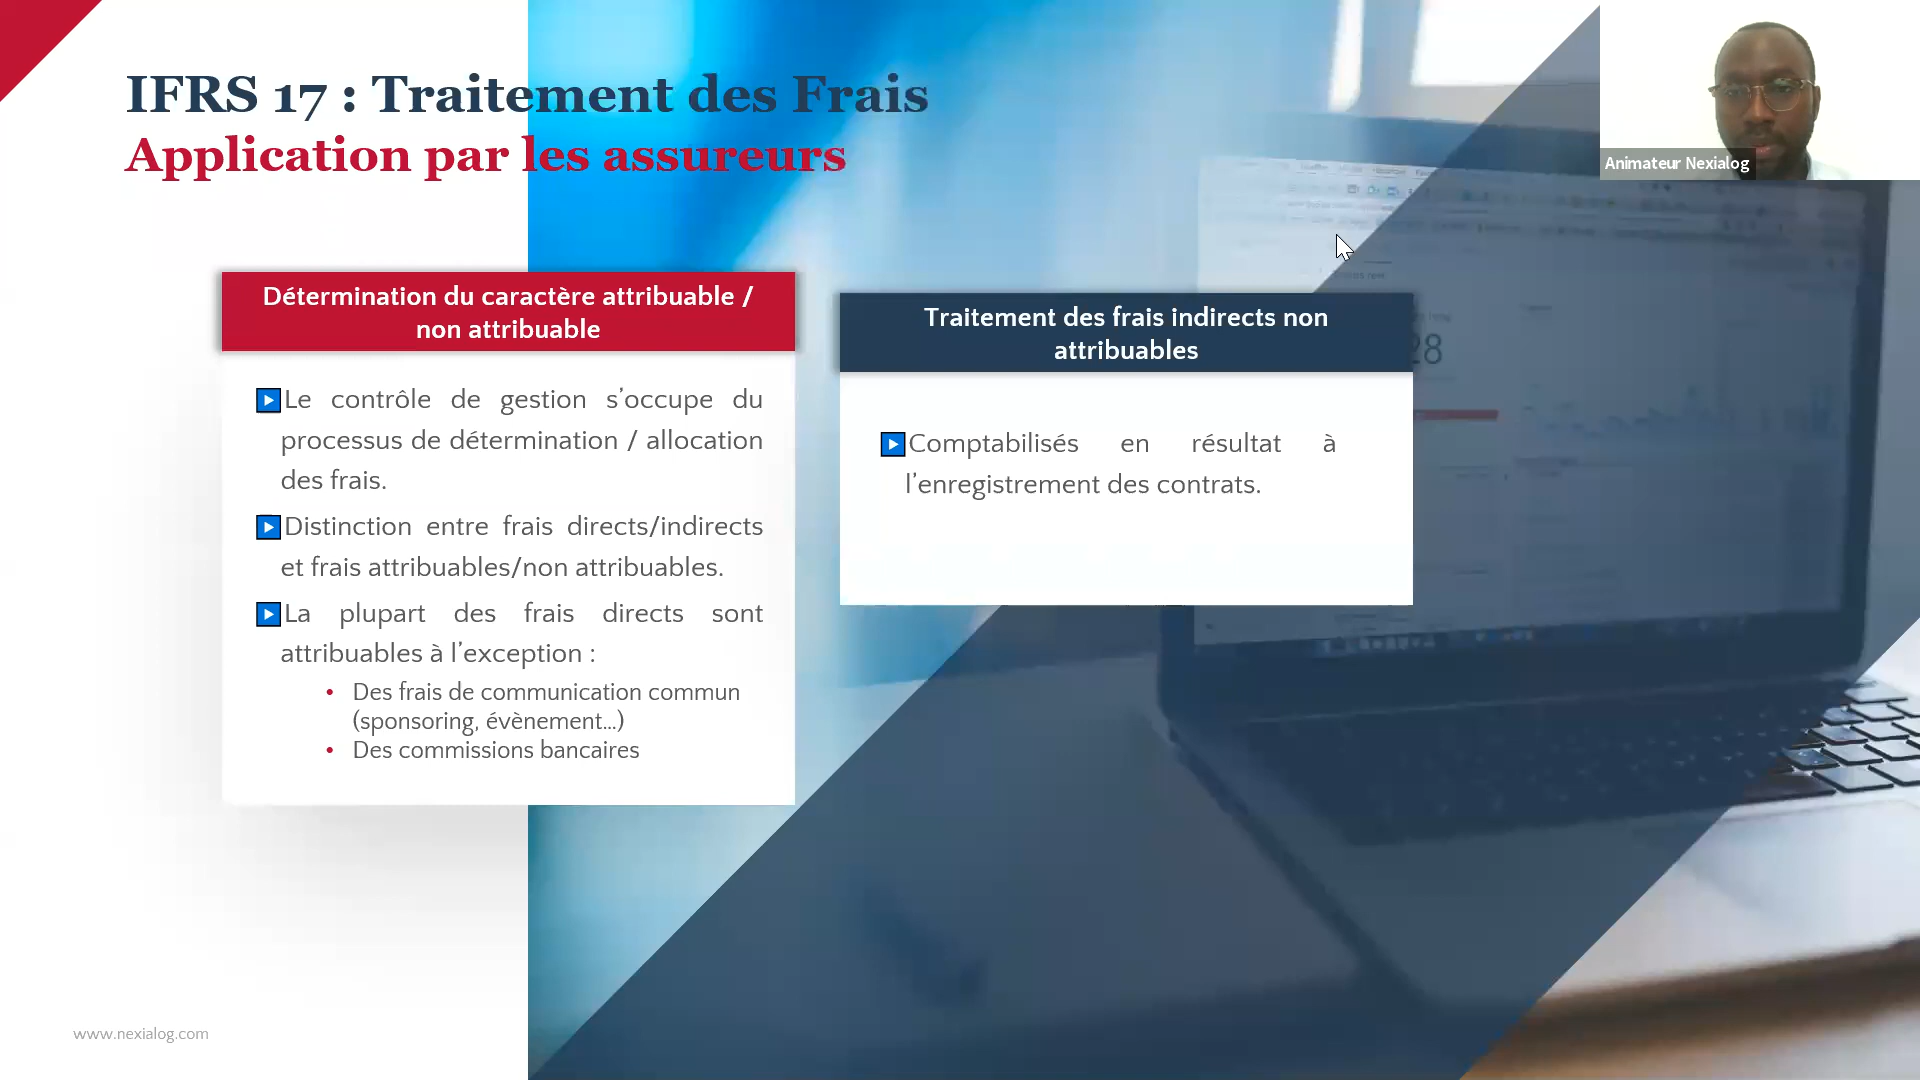 IFRS 17 : Traitement des Frais
Application par les assureurs
Animateur Nexialog
Détermination du caractère attribuable /
non attribuable
Le contrôle de gestion s’occupe du
processus de détermination / allocation
des frais.
Distinction entre frais directs/indirects
et frais attribuables/non attribuables.
La plupart des frais directs sont
attribuables à l’exception :
• Des frais de communication commun
(sponsoring, évènement…)
• Des commissions bancaires
Traitement des frais indirects non
attribuables
Comptabilisés en résultat à
l’enregistrement des contrats.
28
www.nexialog.com